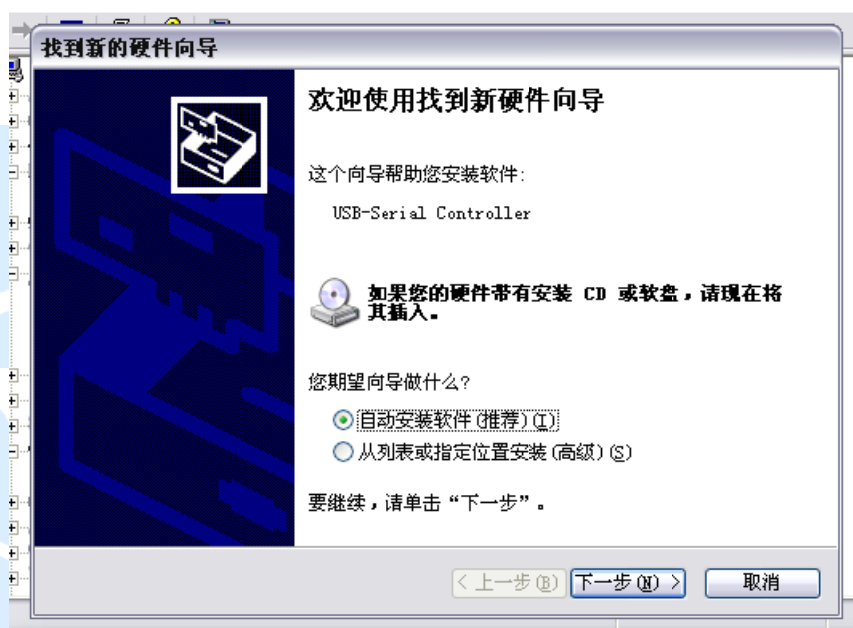 找到新的硬件向导
欢迎使用找到新硬件向导
这个向导帮助您安装软件:
USB-Serial Controller
如果您的硬件带有安装 CD 或软盘，请现在将
其插入。
您期望向导做什么?
自动安装软件(推荐)(I)
从列表或指定位置安装(高级)(S)
要继续，请单击“下一步”。
< 上一步(B)
下一步(N) >
取消